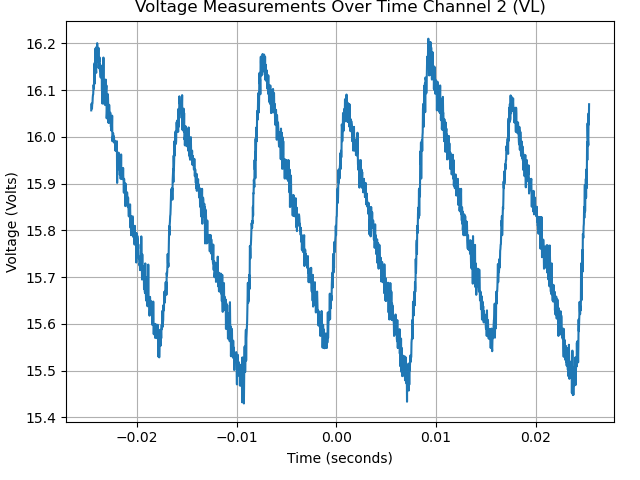 Voltage Measurements Over Time Channel 2 (VL)
16.2
16.1
16.0
15.9
15.8
15.7
15.6
15.5
15.4
Voltage (Volts)
−0.02 −0.01 0.00 0.01 0.02
Time (seconds)